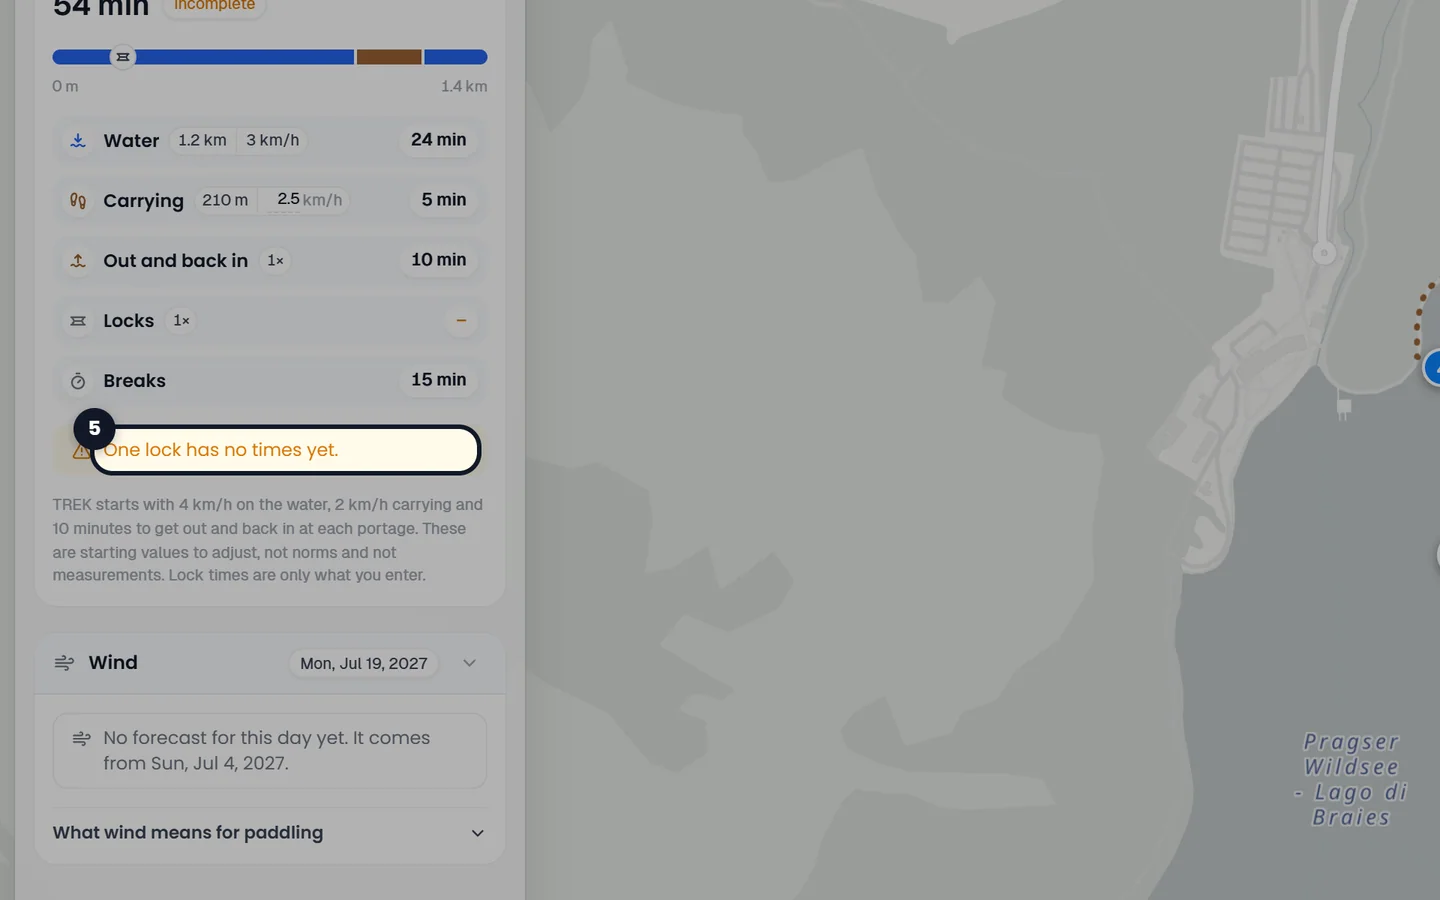 54 min Incomplete
0 m 1.4 km
Water 1.2 km 3 km/h 24 min
Carrying 210 m 2.5 km/h 5 min
Out and back in 1× 10 min
Locks 1× –
Breaks 15 min
5
One lock has no times yet.
TREK starts with 4 km/h on the water, 2 km/h carrying and
10 minutes to get out and back in at each portage. These
are starting values to adjust, not norms and not
measurements. Lock times are only what you enter.
Wind Mon, Jul 19, 2027
No forecast for this day yet. It comes
from Sun, Jul 4, 2027.
What wind means for paddling
Pragser
Wildsee
- Lago di
Braies